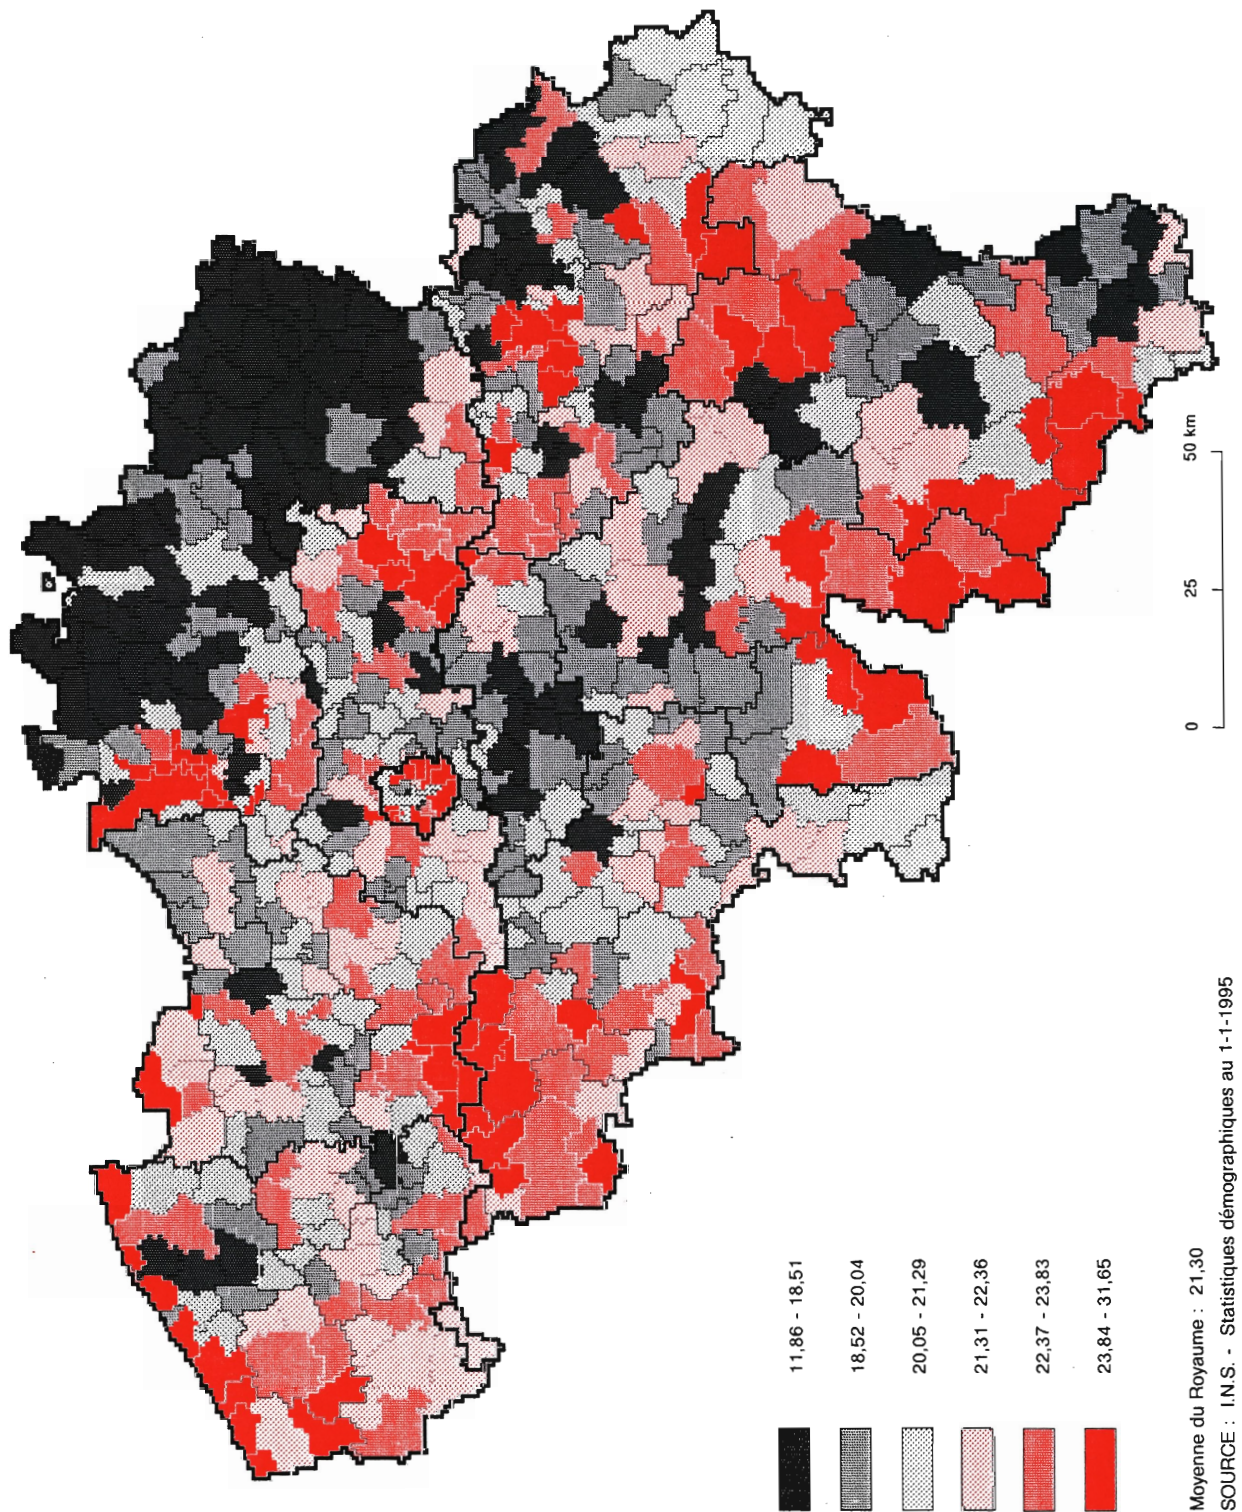 11,86 - 18,51
18,52 - 20,04
20,05 - 21,29
21,31 - 22,36
22,37 - 23,83
23,84 - 31,65
0 25 50 km
Moyenne du Royaume : 21,30
SOURCE : I.N.S. - Statistiques démographiques au 1-1-1995